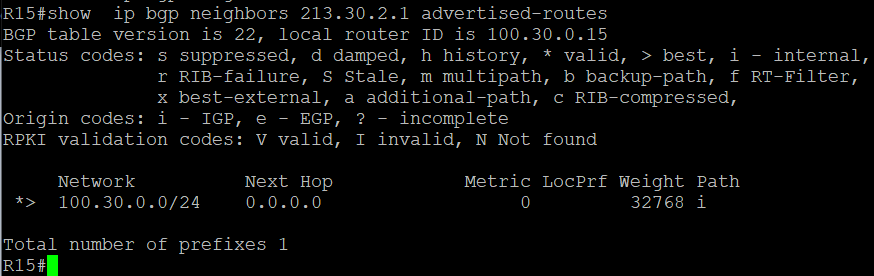 R15#show  ip bgp neighbors 213.30.2.1 advertised-routes
BGP table version is 22, local router ID is 100.30.0.15
Status codes: s suppressed, d damped, h history, * valid, > best, i - internal,
              r RIB-failure, S Stale, m multipath, b backup-path, f RT-Filter,
              x best-external, a additional-path, c RIB-compressed,
Origin codes: i - IGP, e - EGP, ? - incomplete
RPKI validation codes: V valid, I invalid, N Not found

     Network          Next Hop            Metric LocPrf Weight Path
 *>  100.30.0.0/24    0.0.0.0                  0         32768 i

Total number of prefixes 1
R15#